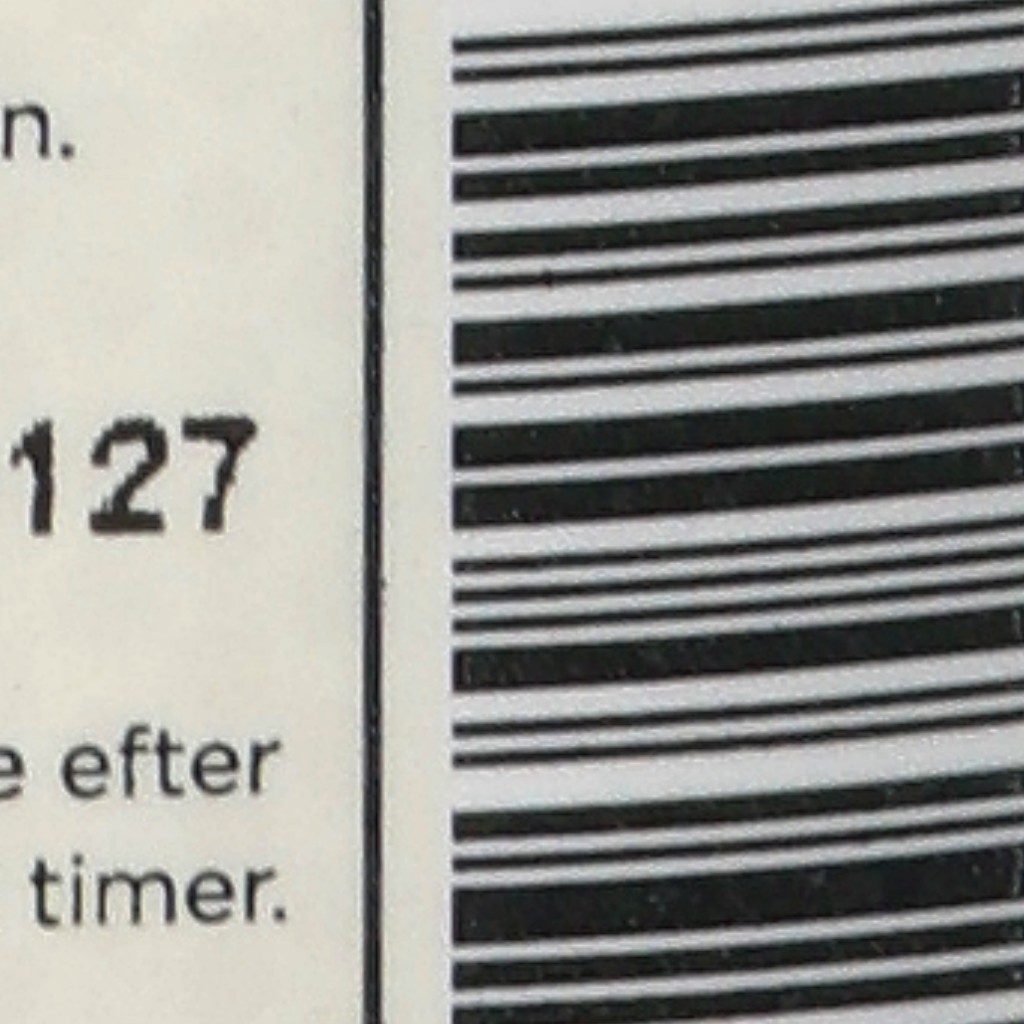 n.
127
e efter
timer.